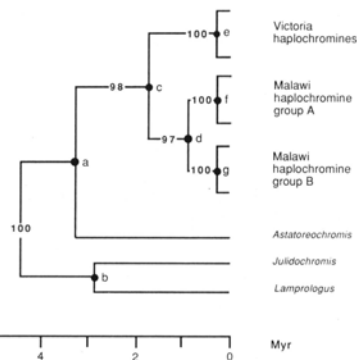 100 e Victoria
haplochromines
98 c
100 f Malawi
haplochromine
group A
97 d
100 g Malawi
haplochromine
group B
a
100
Astatoreochromis
Julidochromis
b
Lamprologus
4 2 0 Myr